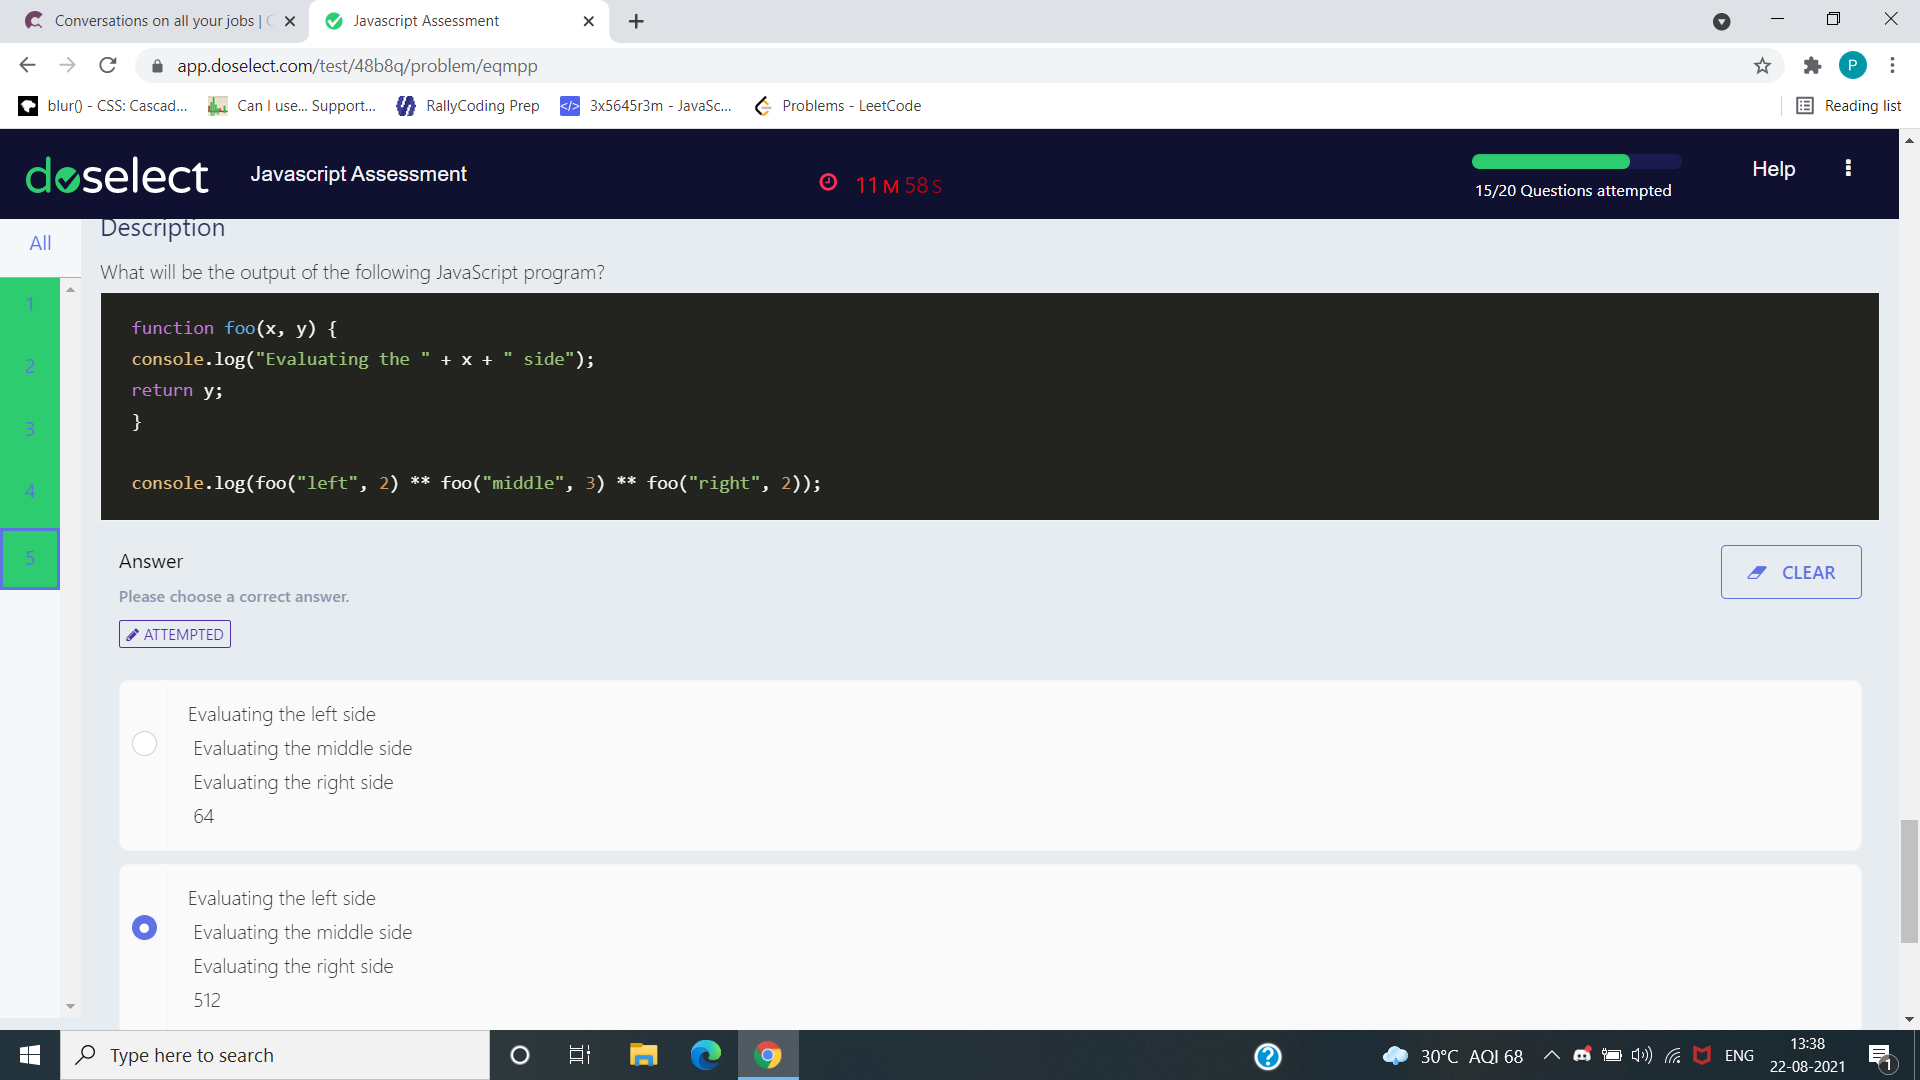 Conversations on all your jobs |
Javascript Assessment
app.doselect.com/test/48b8q/problem/eqmpp
P
blur() - CSS: Cascad...
Can I use... Support...
RallyCoding Prep
3x5645r3m - JavaSc...
Problems - LeetCode
Reading list
doselect
Javascript Assessment
11 M 58 S
15/20 Questions attempted
Help
Description
All
1
2
3
4
5
What will be the output of the following JavaScript program?
function foo(x, y) {
console.log("Evaluating the " + x + " side");
return y;
}
console.log(foo("left", 2) ** foo("middle", 3) ** foo("right", 2));
Answer
CLEAR
Please choose a correct answer.
ATTEMPTED
Evaluating the left side
Evaluating the middle side
Evaluating the right side
64
Evaluating the left side
Evaluating the middle side
Evaluating the right side
512
Type here to search
30°C AQI 68
ENG
13:38
22-08-2021
1